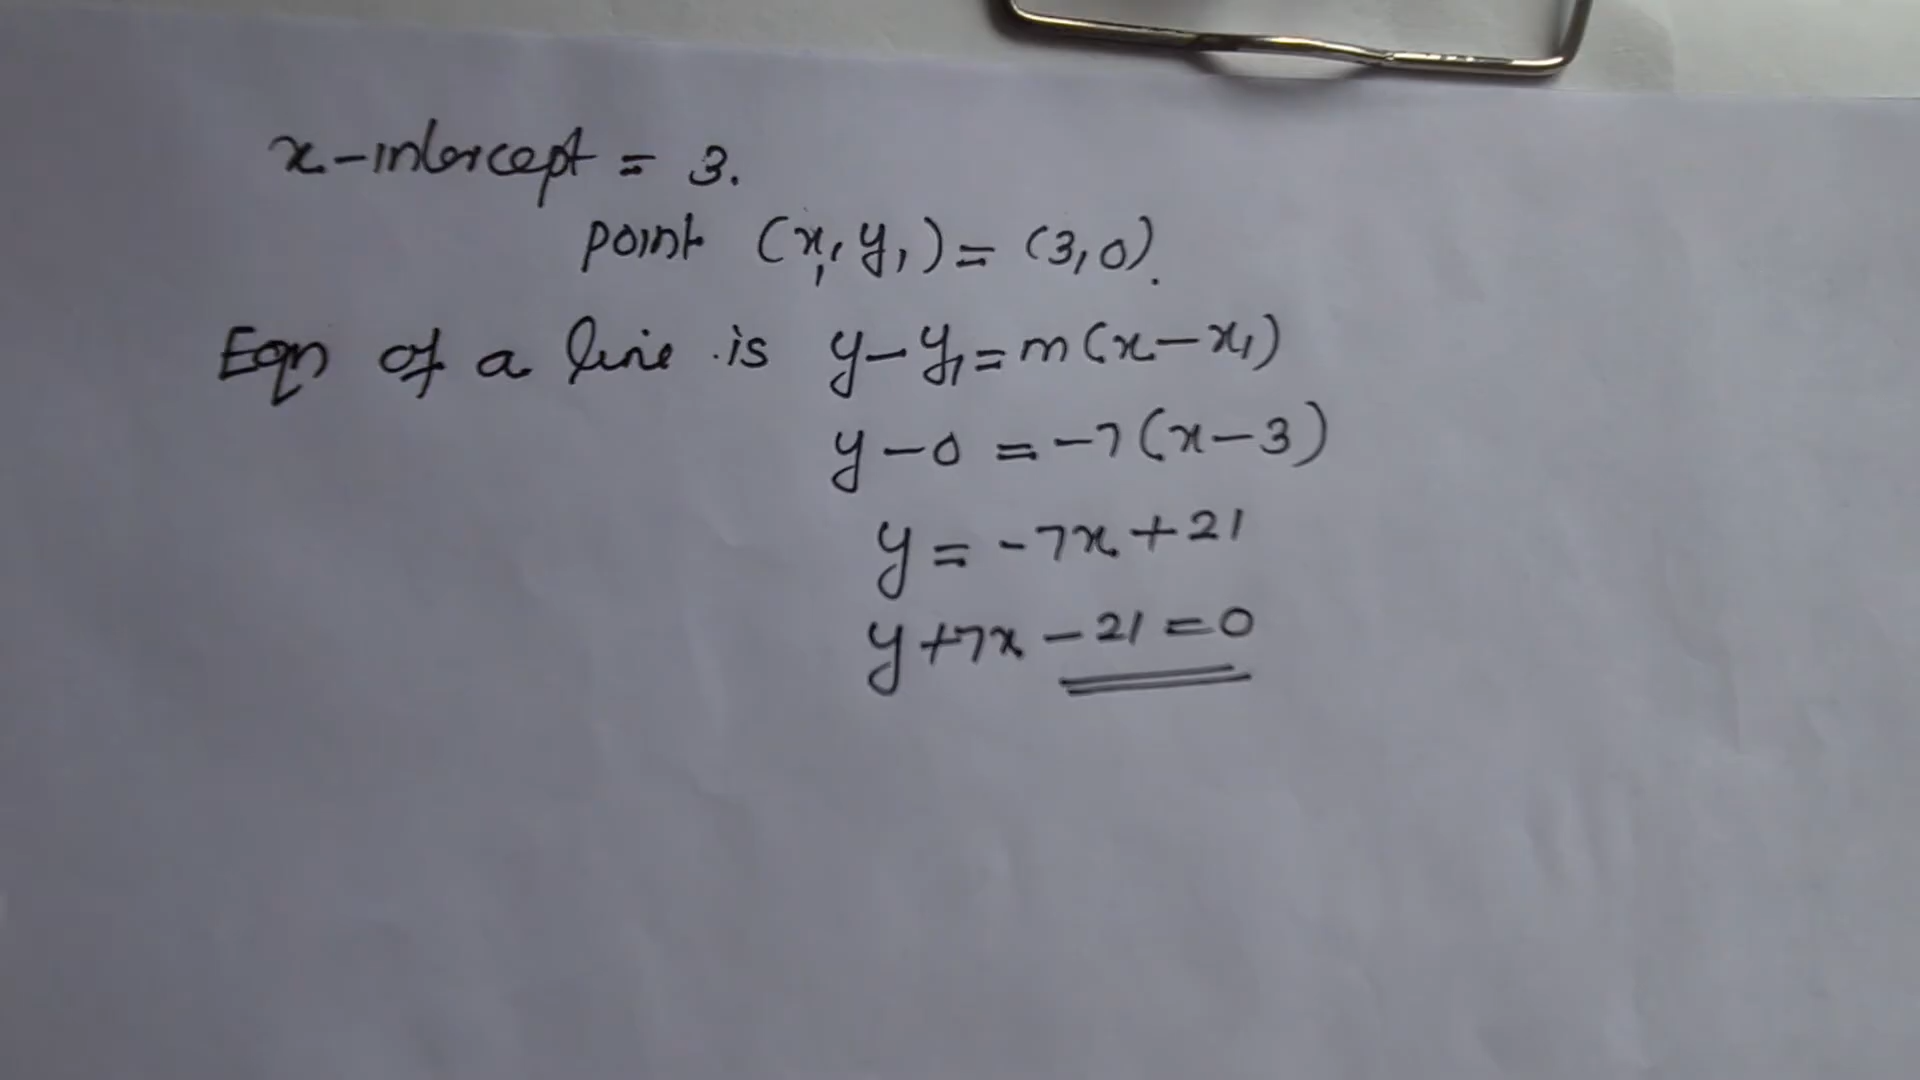 x-intercept = 3.
point (x₁, y₁) = (3,0).
Eqn of a line is y-y₁ = m(x-x₁)
y-0 = -7(x-3)
y = -7x+21
y+7x-21=0